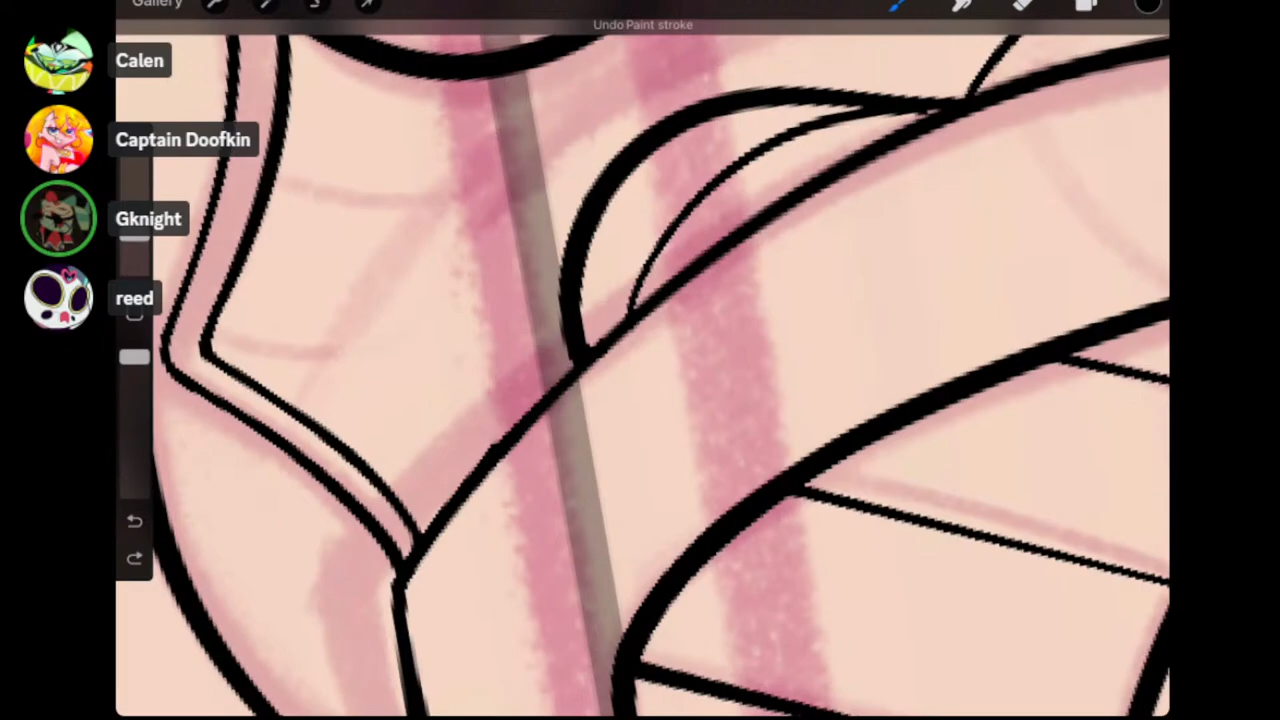 Gallery
Undo Paint stroke
Calen
Captain Doofkin
Gknight
reed